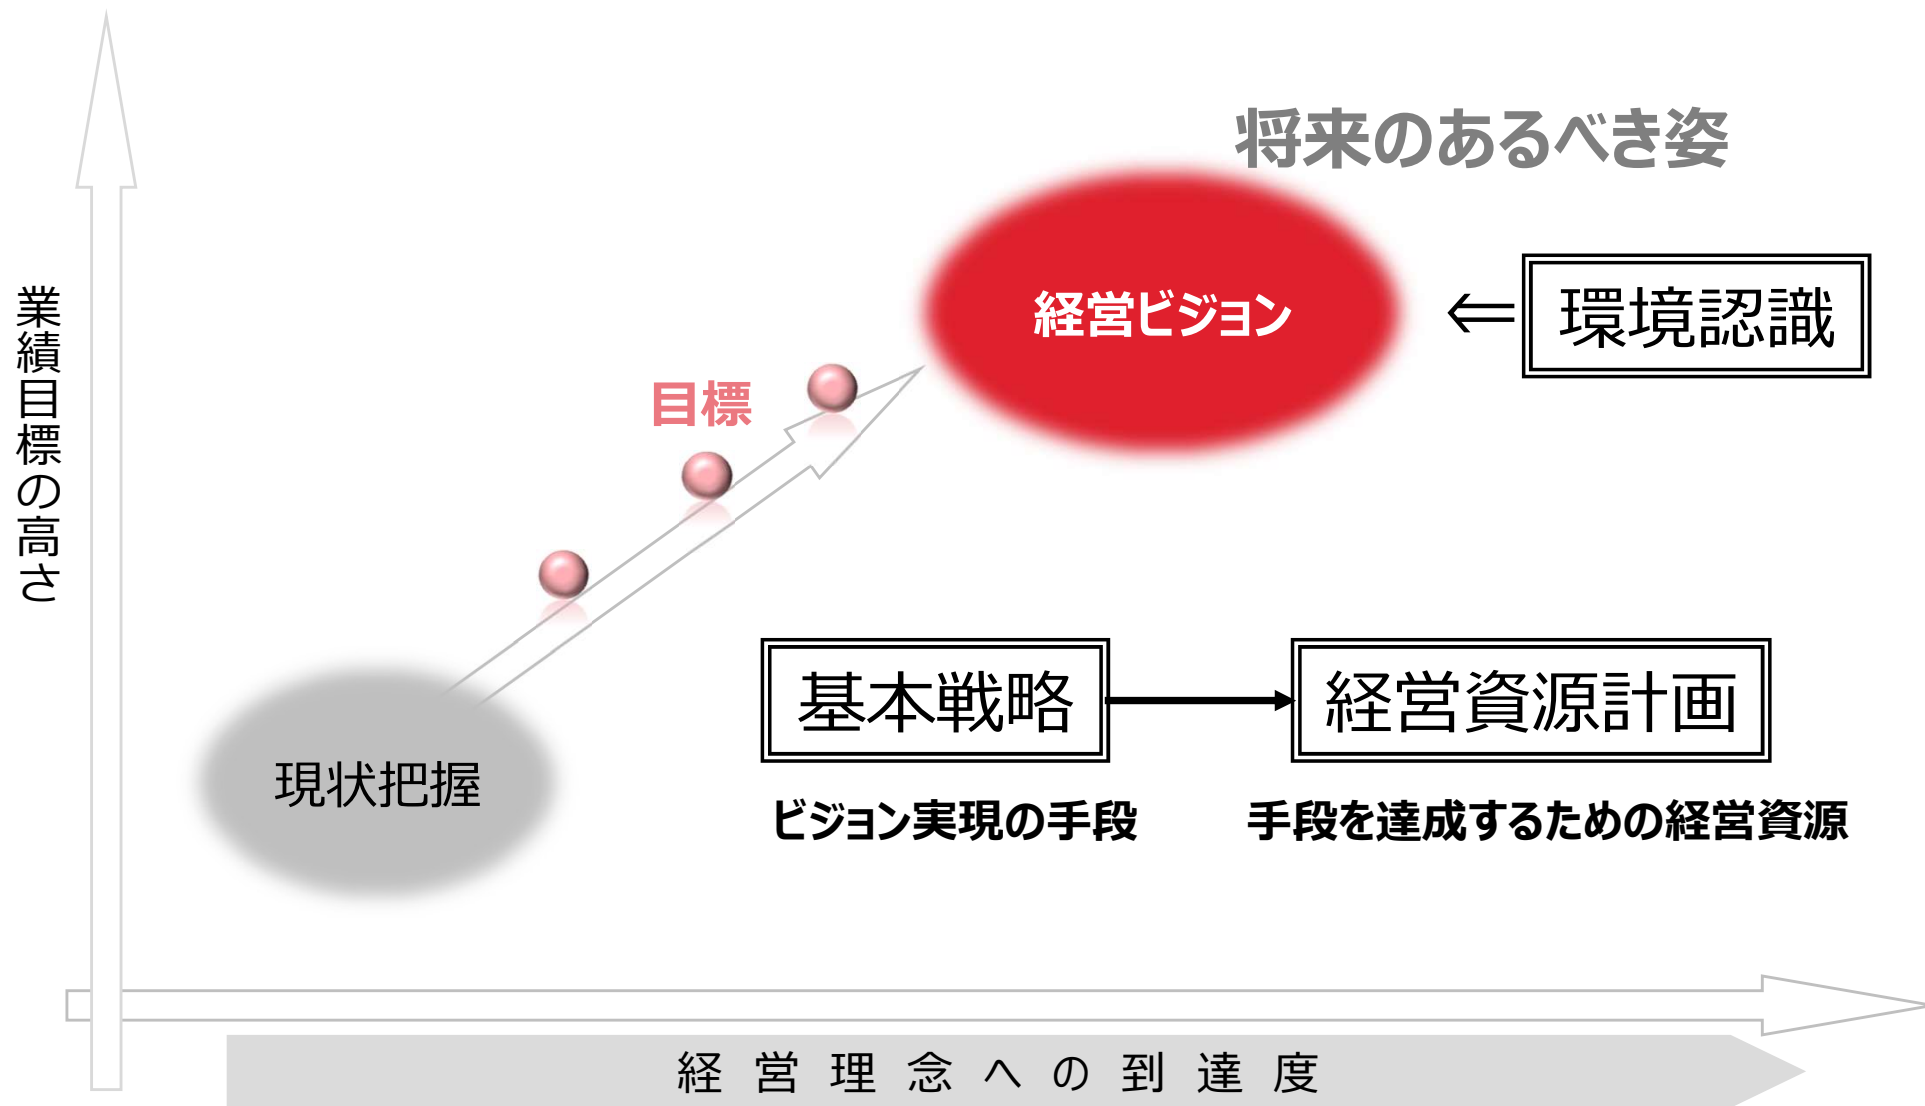 将来のあるべき姿
業績目標の高さ
経営ビジョン
環境認識
目標
基本戦略
経営資源計画
現状把握
ビジョン実現の手段
手段を達成するための経営資源
経営理念への到達度